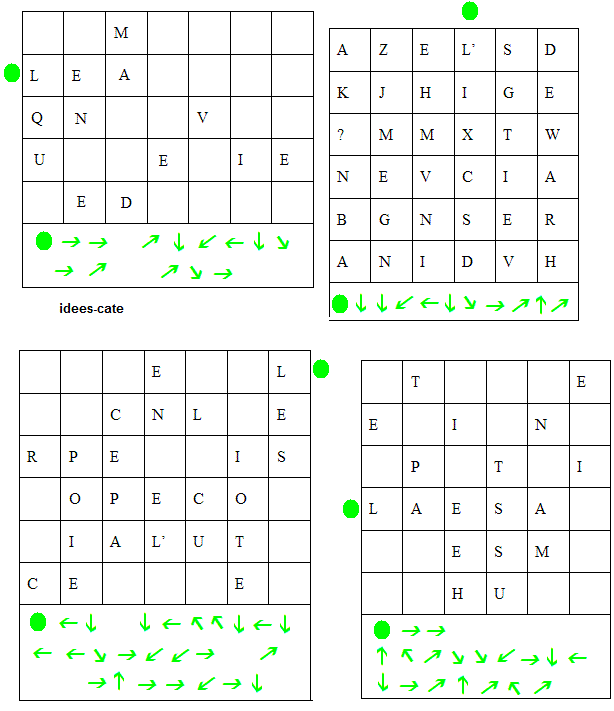 M
L E A
Q N V
U E I E
E D
idees-cate
A Z E L' S D
K J H I G E
? M M X T W
N E V C I A
B G N S E R
A N I D V H
E L
C N L E
R P E I S
O P E C O
I A L' U T
C E E
T E
E I N
P T I
L A E S A
E S M
H U